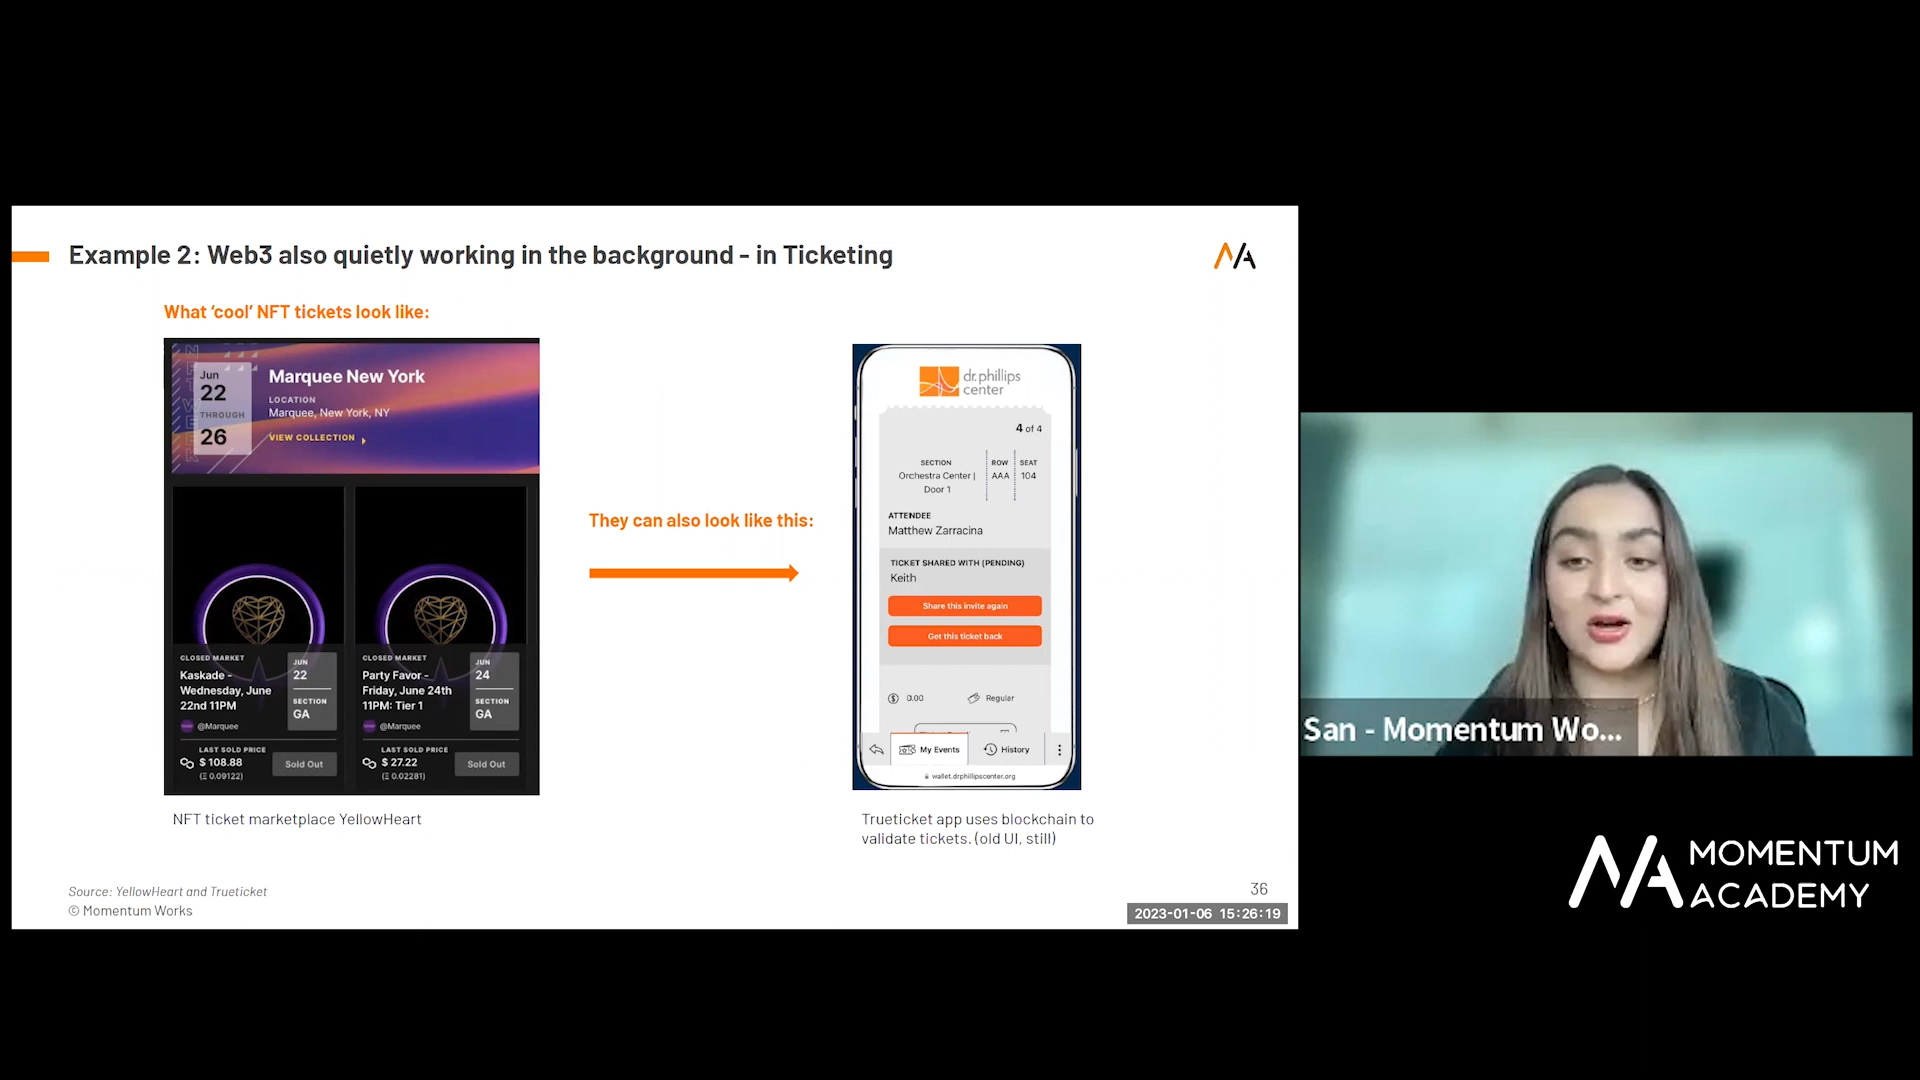 Example 2: Web3 also quietly working in the background - in Ticketing
What ‘cool’ NFT tickets look like:
Jun
22
THROUGH
26
Marquee New York
LOCATION
Marquee, New York, NY
VIEW COLLECTION
CLOSED MARKET
Kaskade -
Wednesday, June
22nd 11PM
@Marquee
JUN
22
SECTION
GA
LAST SOLD PRICE
$ 108.88
(Ξ 0.09122)
Sold Out
CLOSED MARKET
Party Favor -
Friday, June 24th
11PM: Tier 1
@Marquee
JUN
24
SECTION
GA
LAST SOLD PRICE
$ 27.22
(Ξ 0.02281)
Sold Out
NFT ticket marketplace YellowHeart
They can also look like this:
dr. phillips
center
4 of 4
SECTION
Orchestra Center |
Door 1
ROW
AAA
SEAT
104
ATTENDEE
Matthew Zarracina
TICKET SHARED WITH (PENDING)
Keith
Share this invite again
Get this ticket back
0.00
Regular
My Events
History
wallet.drphillipscenter.org
Trueticket app uses blockchain to
validate tickets. (old UI, still)
Source: YellowHeart and Trueticket
© Momentum Works
36
2023-01-06 15:26:19
San - Momentum Wo...
MOMENTUM
ACADEMY